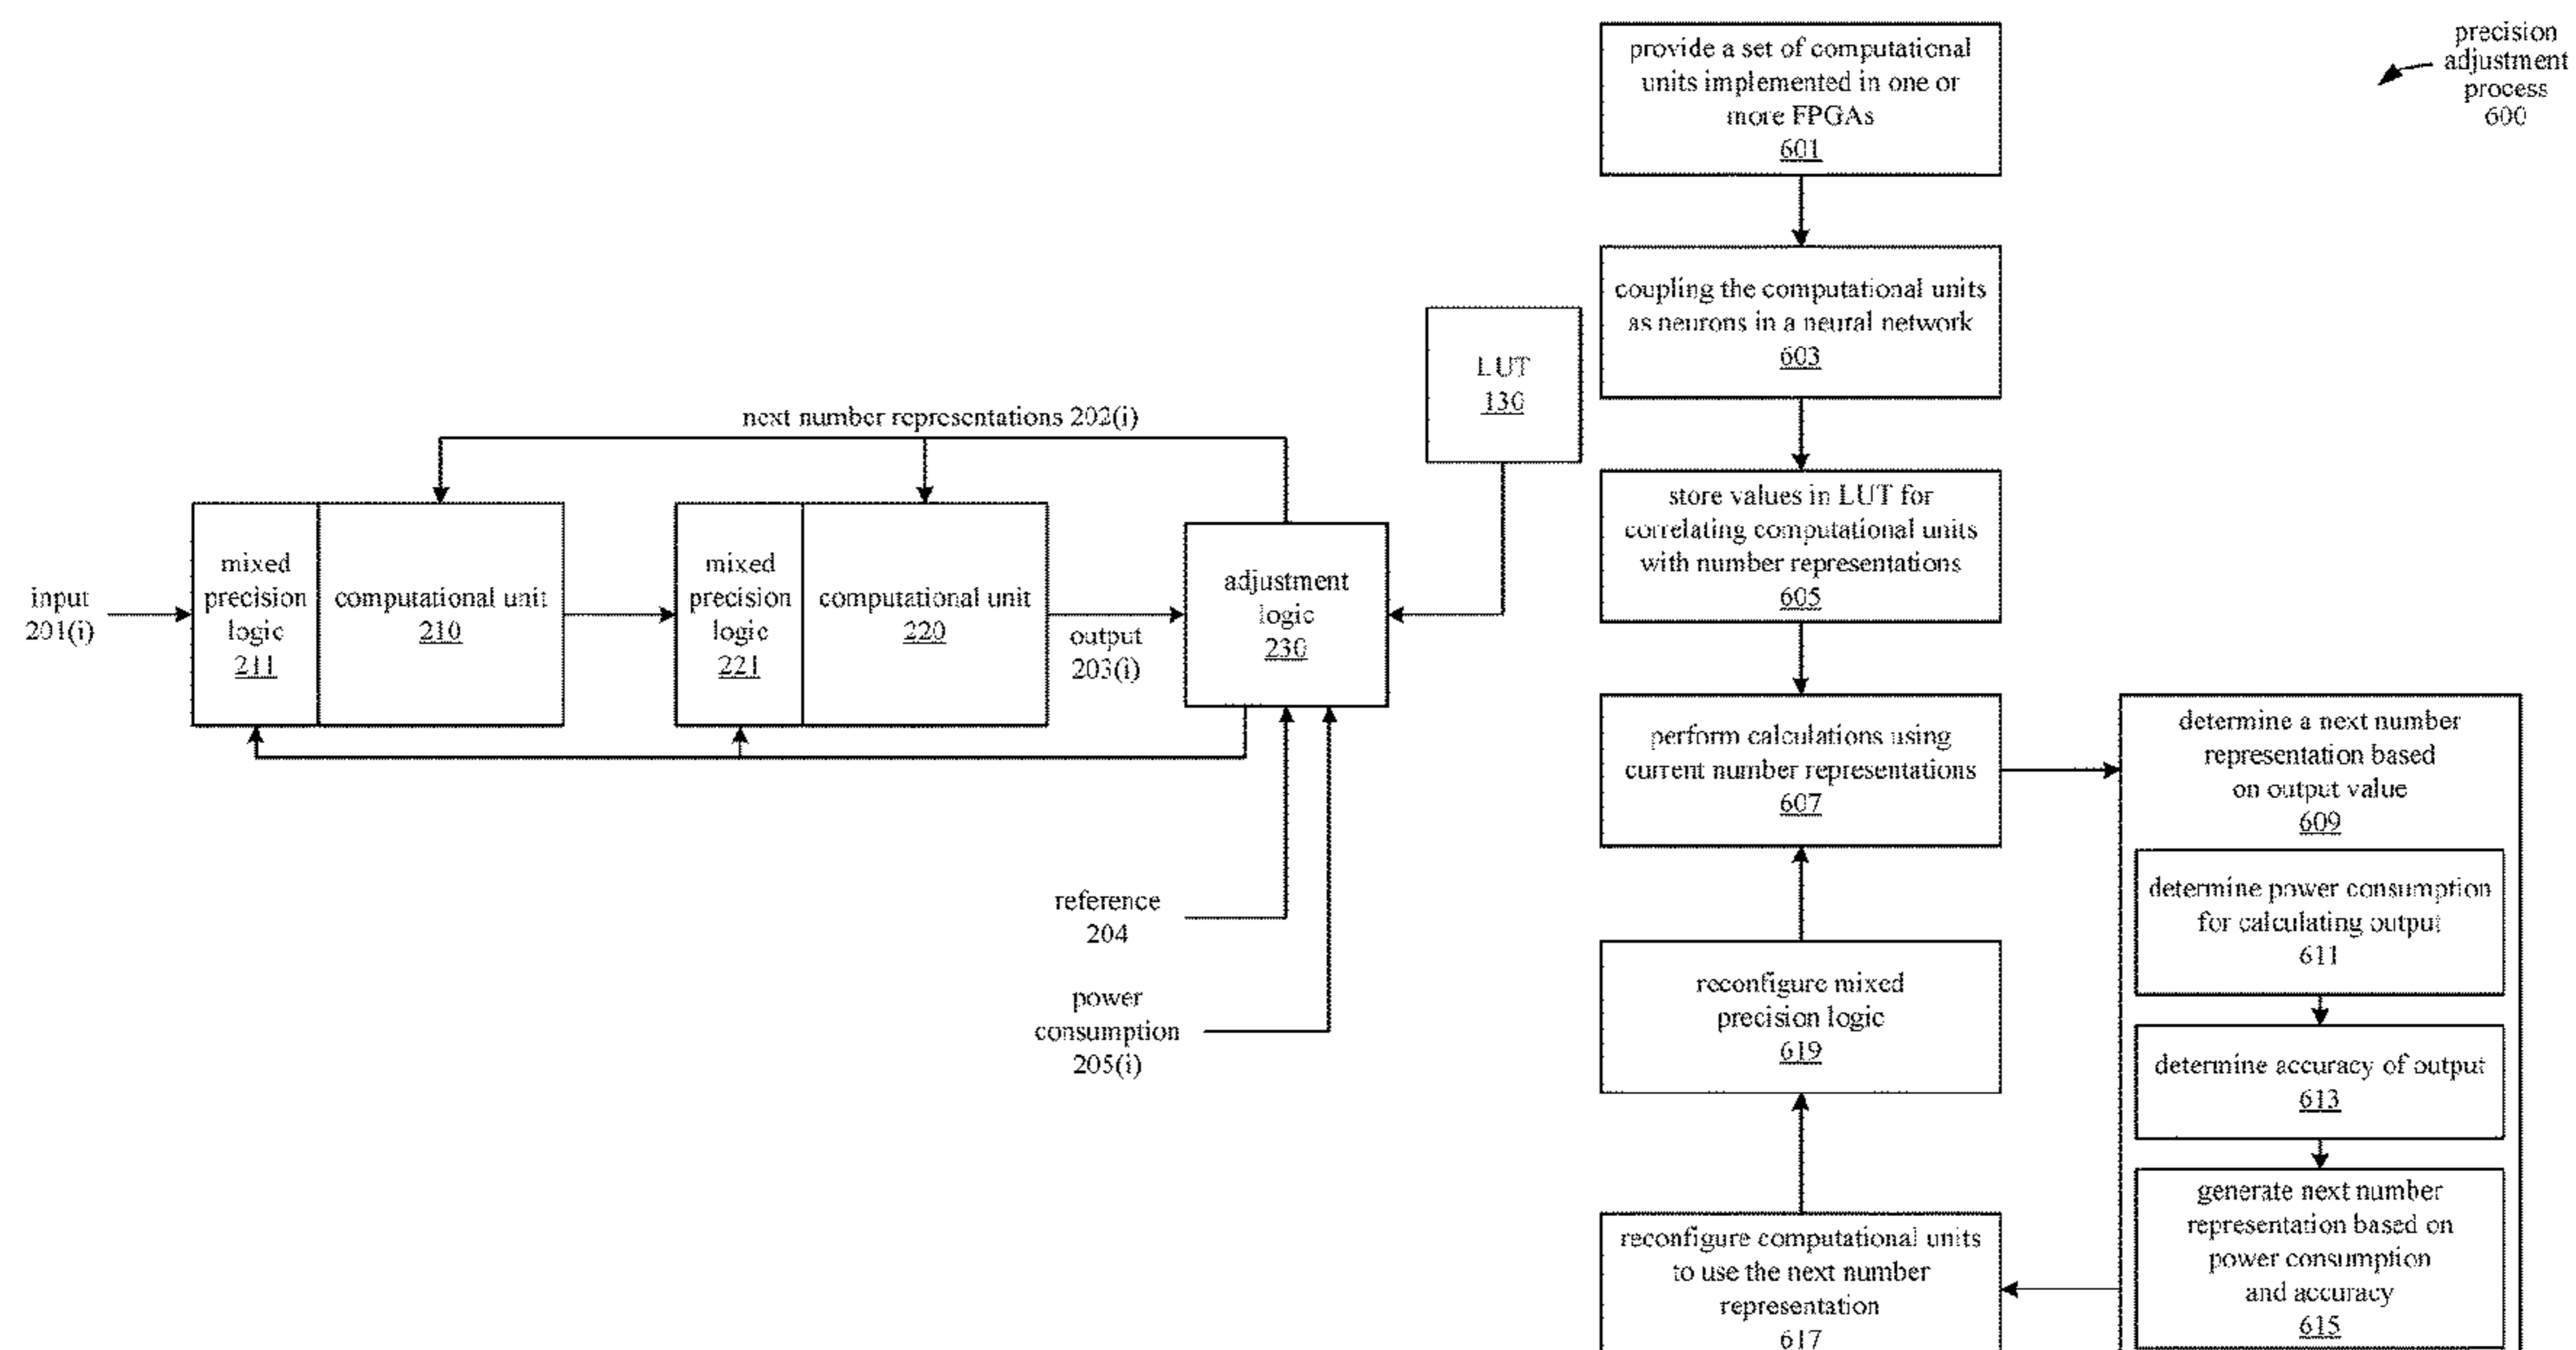 precision
adjustment
process
600
next number representations 202(i)
input
201(i)
mixed
precision
logic
211
computational unit
210
mixed
precision
logic
221
computational unit
220
output
203(i)
adjustment
logic
230
LUT
130
reference
204
power
consumption
205(i)
provide a set of computational
units implemented in one or
more FPGAs
601
coupling the computational units
as neurons in a neural network
603
store values in LUT for
correlating computational units
with number representations
605
perform calculations using
current number representations
607
determine a next number
representation based
on output value
609
determine power consumption
for calculating output
611
determine accuracy of output
613
generate next number
representation based on
power consumption
and accuracy
615
reconfigure computational units
to use the next number
representation
617
reconfigure mixed
precision logic
619